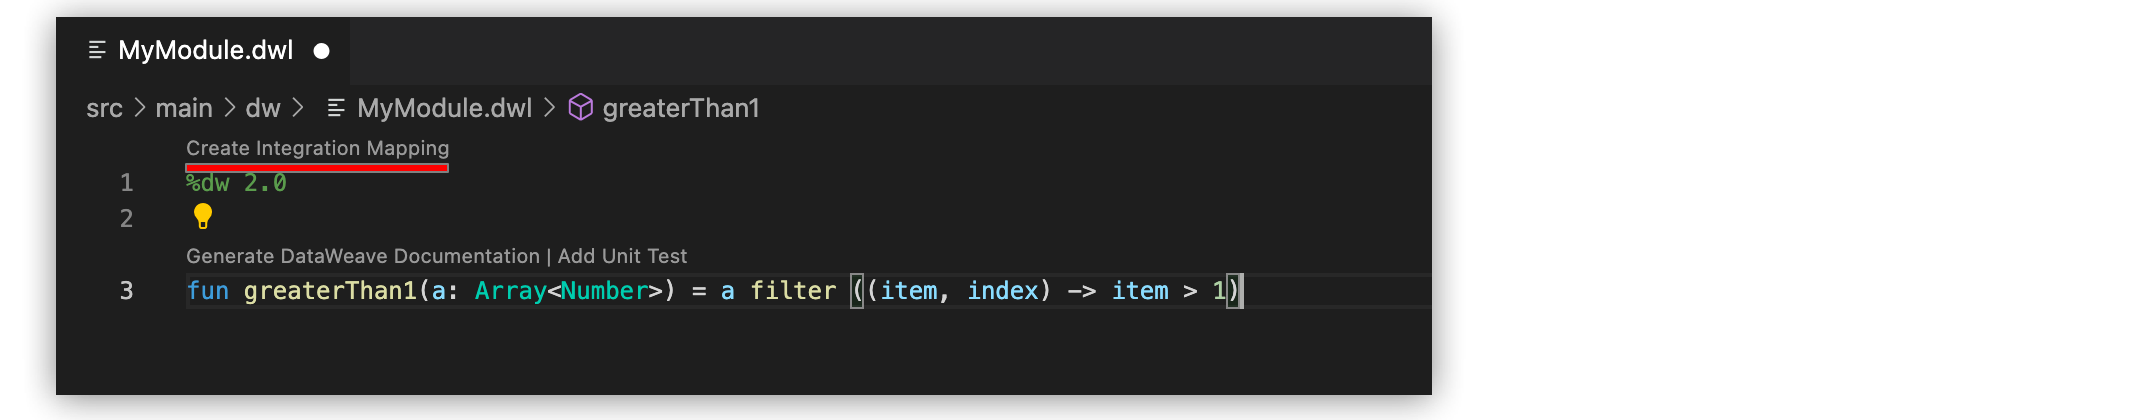 MyModule.dwl
src > main > dw > MyModule.dwl > greaterThan1
Create Integration Mapping
1 %dw 2.0
2
Generate DataWeave Documentation | Add Unit Test
3 fun greaterThan1(a: Array<Number>) = a filter ((item, index) -> item > 1)